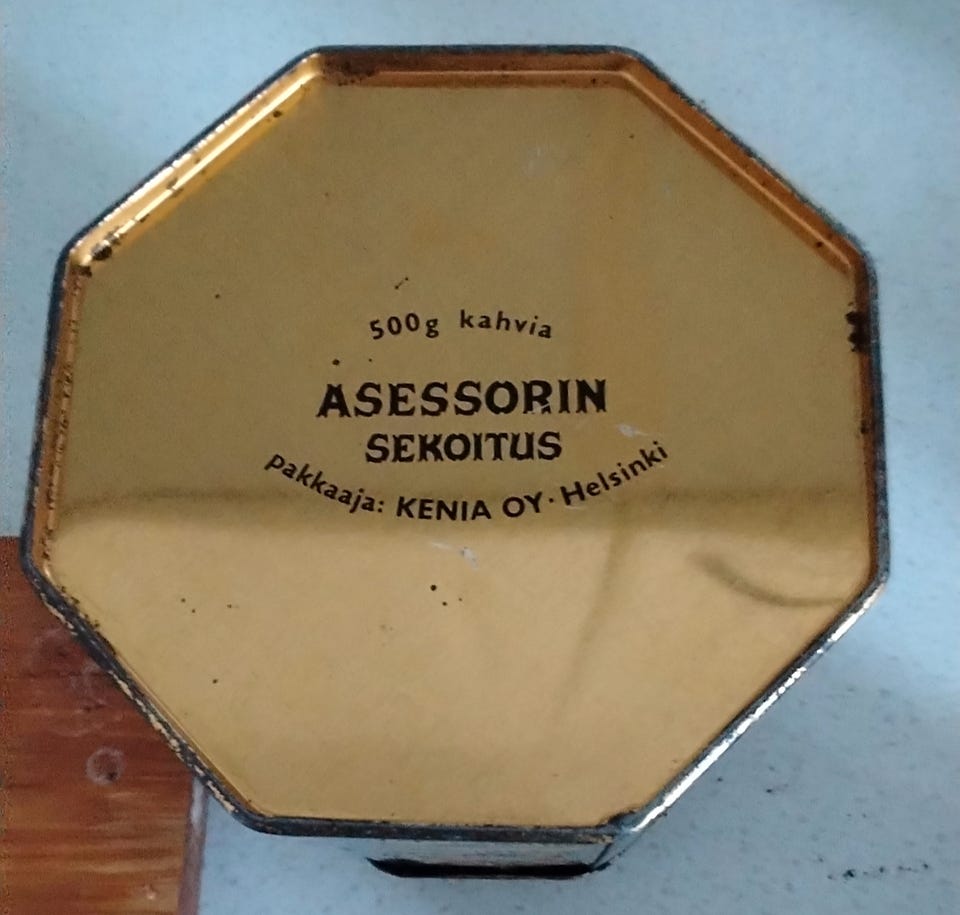 500g kahvia
ASESSORIN
SEKOITUS
pakkaaja: KENIA OY · Helsinki